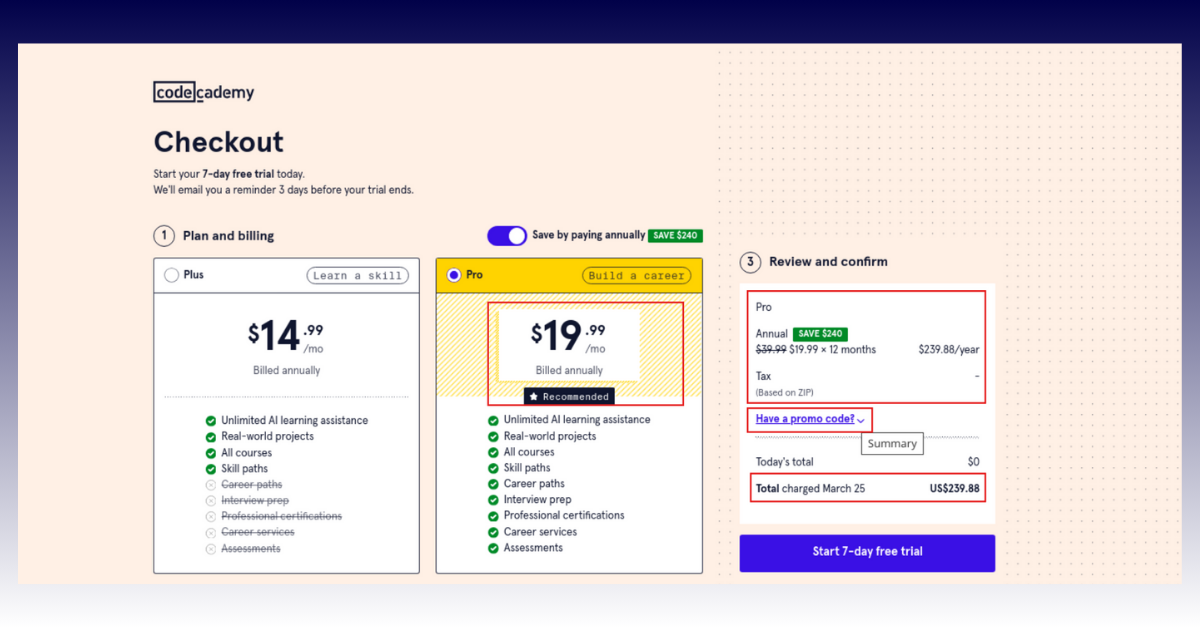 codecademy
Checkout
Start your 7-day free trial today.
We'll email you a reminder 3 days before your trial ends.
1 Plan and billing
Save by paying annually SAVE $240
Plus Learn a skill
$14.99 /mo
Billed annually
Unlimited AI learning assistance
Real-world projects
All courses
Skill paths
Career paths
Interview prep
Professional certifications
Career services
Assessments
Pro Build a career
$19.99 /mo
Billed annually
★ Recommended
Unlimited AI learning assistance
Real-world projects
All courses
Skill paths
Career paths
Interview prep
Professional certifications
Career services
Assessments
3 Review and confirm
Pro
Annual SAVE $240
$39.99 $19.99 × 12 months $239.88/year
Tax -
(Based on ZIP)
Have a promo code?
Summary
Today's total $0
Total charged March 25 US$239.88
Start 7-day free trial